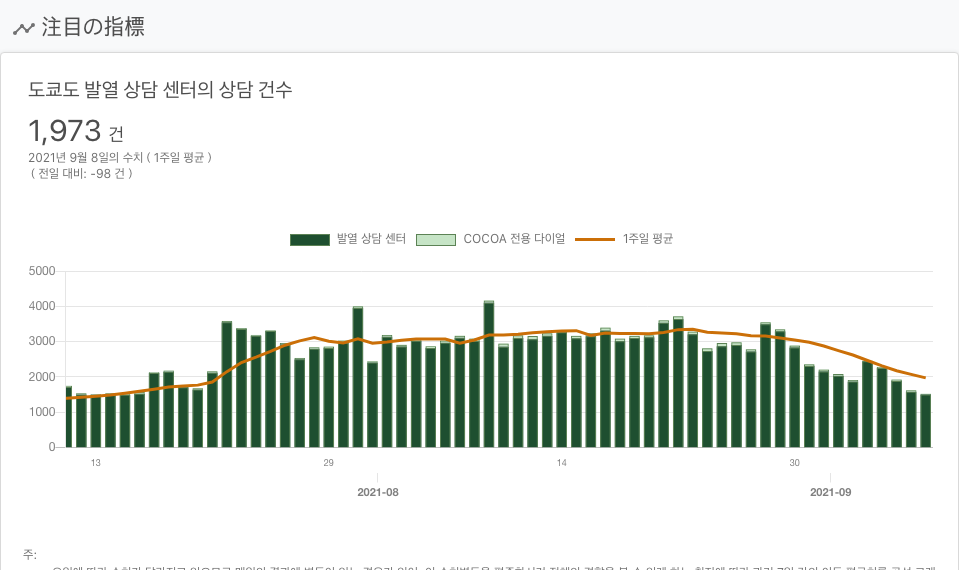 注目の指標
도쿄도 발열 상담 센터의 상담 건수
1,973 건
2021년 9월 8일의 수치 ( 1주일 평균 )
( 전일 대비: -98 건 )
발열 상담 센터 COCOA 전용 다이얼 1주일 평균
5000
4000
3000
2000
1000
0
13 29 14 30
2021-08 2021-09
주: